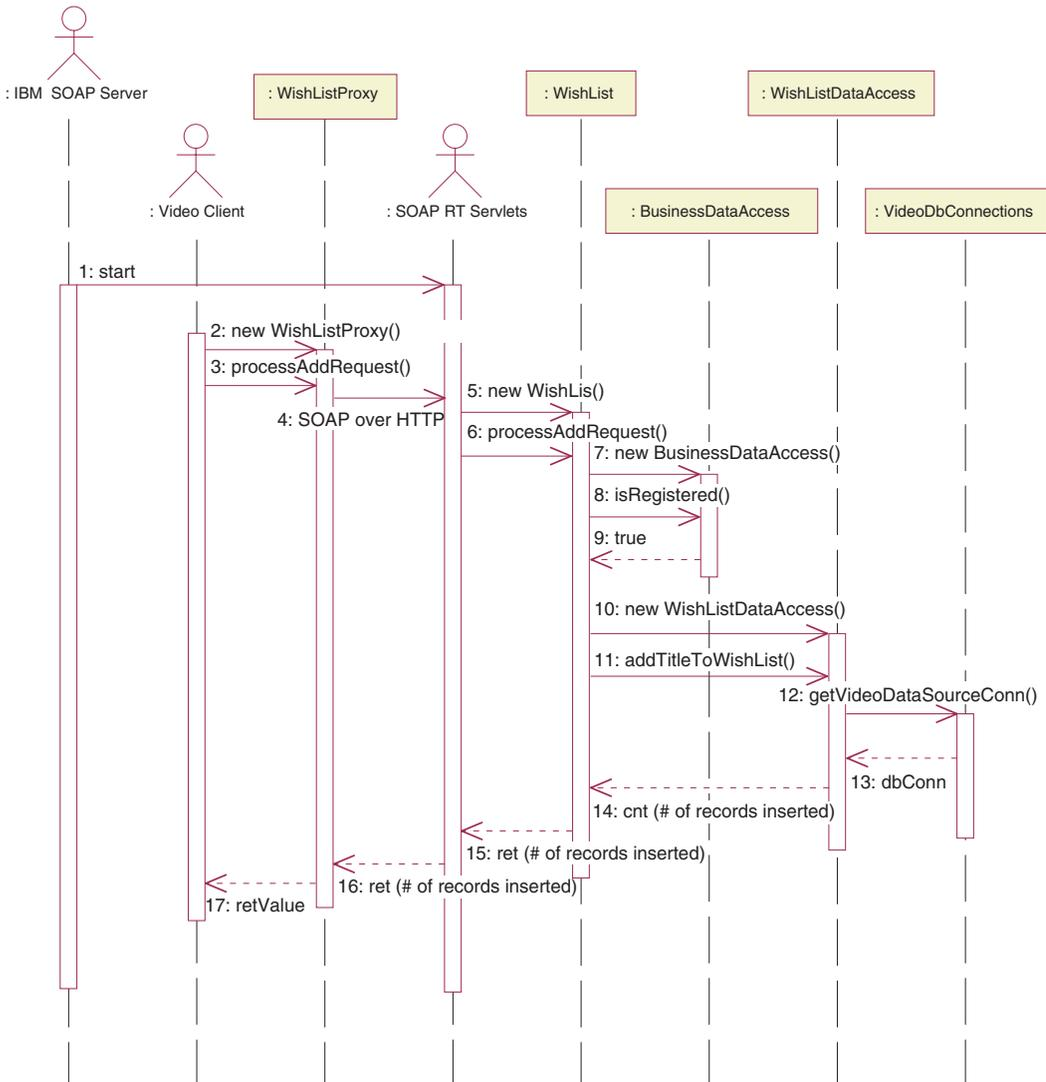 : IBM  SOAP Server
: WishListProxy
: WishList
: WishListDataAccess
: Video Client
: SOAP RT Servlets
: BusinessDataAccess
: VideoDbConnections
1: start
2: new WishListProxy()
3: processAddRequest()
4: SOAP over HTTP
5: new WishLis()
6: processAddRequest()
7: new BusinessDataAccess()
8: isRegistered()
9: true
10: new WishListDataAccess()
11: addTitleToWishList()
12: getVideoDataSourceConn()
13: dbConn
14: cnt (# of records inserted)
15: ret (# of records inserted)
16: ret (# of records inserted)
17: retValue